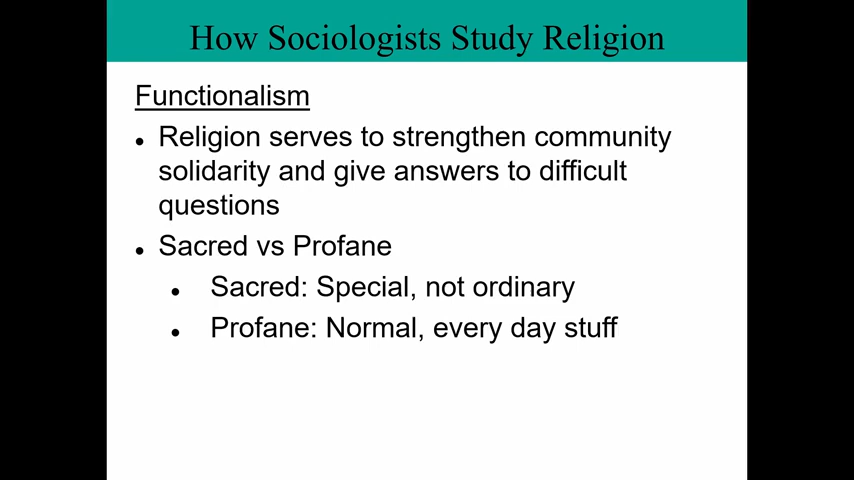 How Sociologists Study Religion
Functionalism
● Religion serves to strengthen community
solidarity and give answers to difficult
questions
● Sacred vs Profane
● Sacred: Special, not ordinary
● Profane: Normal, every day stuff